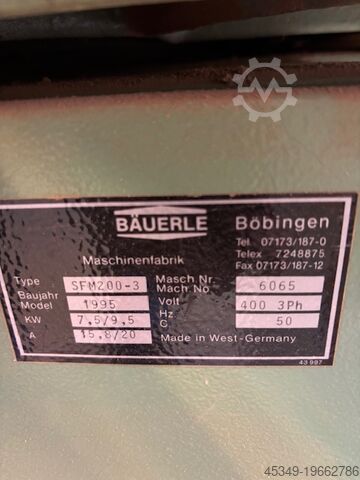 BÄUERLE
Böbingen
Tel. 07173/187-0
Telex 7248875
Fax 07173/187-12
Maschinenfabrik
Type SFM200-3
Masch Nr.
Mach No 6065
Baujahr
Model 1995
Volt 400 3Ph
KW 7,5/9,5
Hz
C 50
A 15,8/20
Made in West-Germany
43 997
45349-19662786